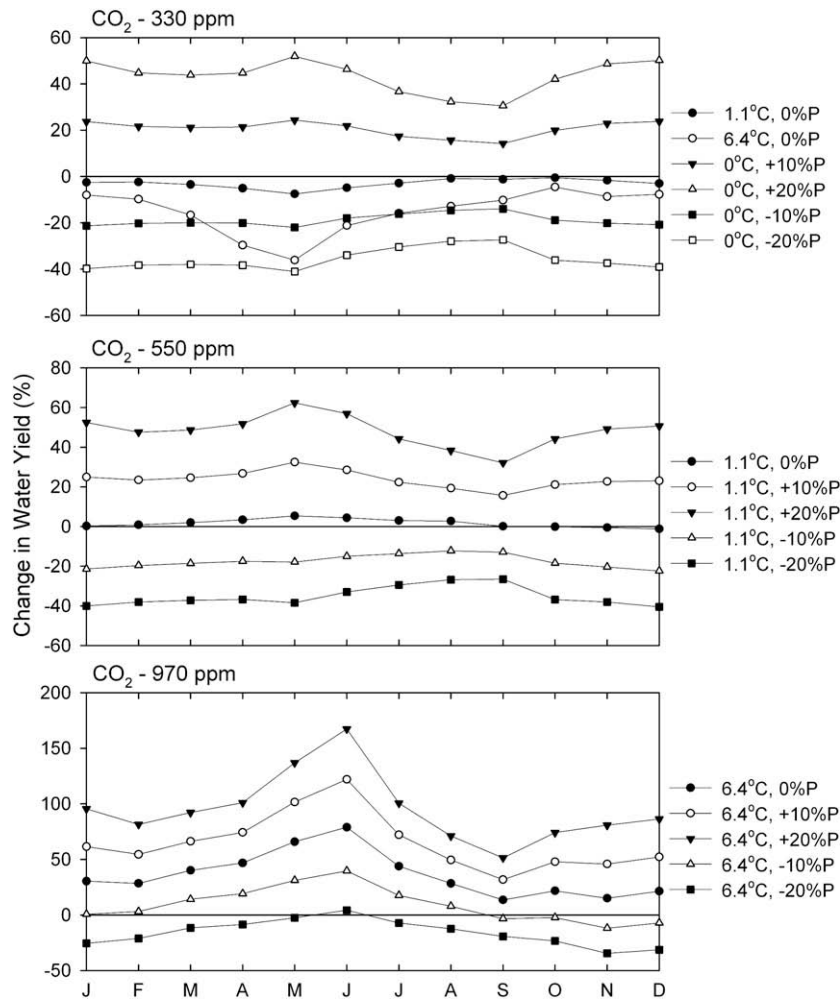 CO₂ - 330 ppm
60
40
20
0
-20
-40
-60
1.1°C, 0%P
6.4°C, 0%P
0°C, +10%P
0°C, +20%P
0°C, -10%P
0°C, -20%P
Change in Water Yield (%)
CO₂ - 550 ppm
80
60
40
20
0
-20
-40
-60
1.1°C, 0%P
1.1°C, +10%P
1.1°C, +20%P
1.1°C, -10%P
1.1°C, -20%P
CO₂ - 970 ppm
200
150
100
50
0
-50
6.4°C, 0%P
6.4°C, +10%P
6.4°C, +20%P
6.4°C, -10%P
6.4°C, -20%P
J F M A M J J A S O N D